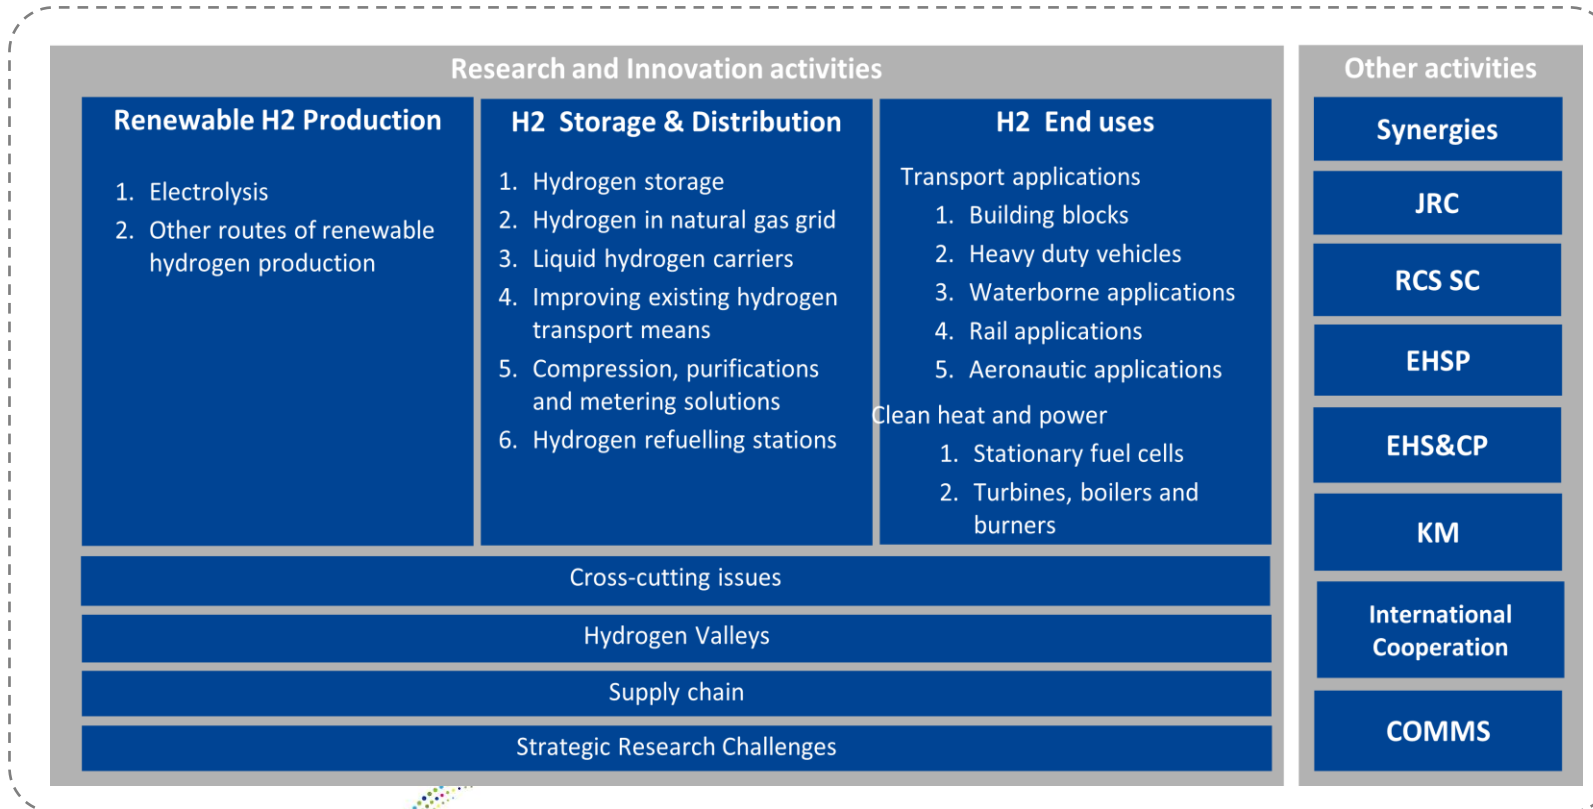 Research and Innovation activities
Renewable H2 Production
1. Electrolysis
2. Other routes of renewable
hydrogen production
H2 Storage & Distribution
1. Hydrogen storage
2. Hydrogen in natural gas grid
3. Liquid hydrogen carriers
4. Improving existing hydrogen
transport means
5. Compression, purifications
and metering solutions
6. Hydrogen refuelling stations
H2 End uses
Transport applications
1. Building blocks
2. Heavy duty vehicles
3. Waterborne applications
4. Rail applications
5. Aeronautic applications
Clean heat and power
1. Stationary fuel cells
2. Turbines, boilers and
burners
Cross-cutting issues
Hydrogen Valleys
Supply chain
Strategic Research Challenges
Other activities
Synergies
JRC
RCS SC
EHSP
EHS&CP
KM
International
Cooperation
COMMS